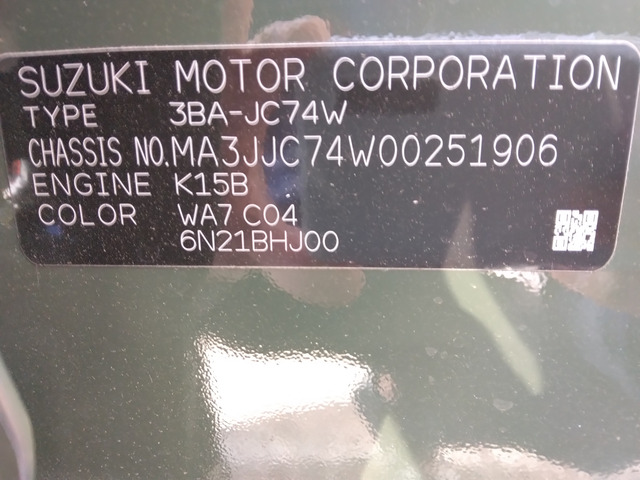 SUZUKI MOTOR CORPORATION
TYPE 3BA-JC74W
CHASSIS NO. MA3JJC74W00251906
ENGINE K15B
COLOR WA7 C04
6N21BHJ00